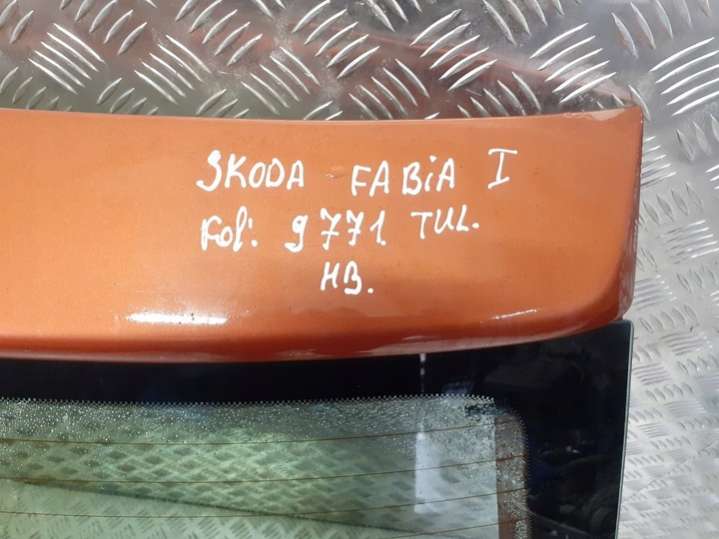 SKODA FABIA I
Kol: 9771 TUL.
HB.